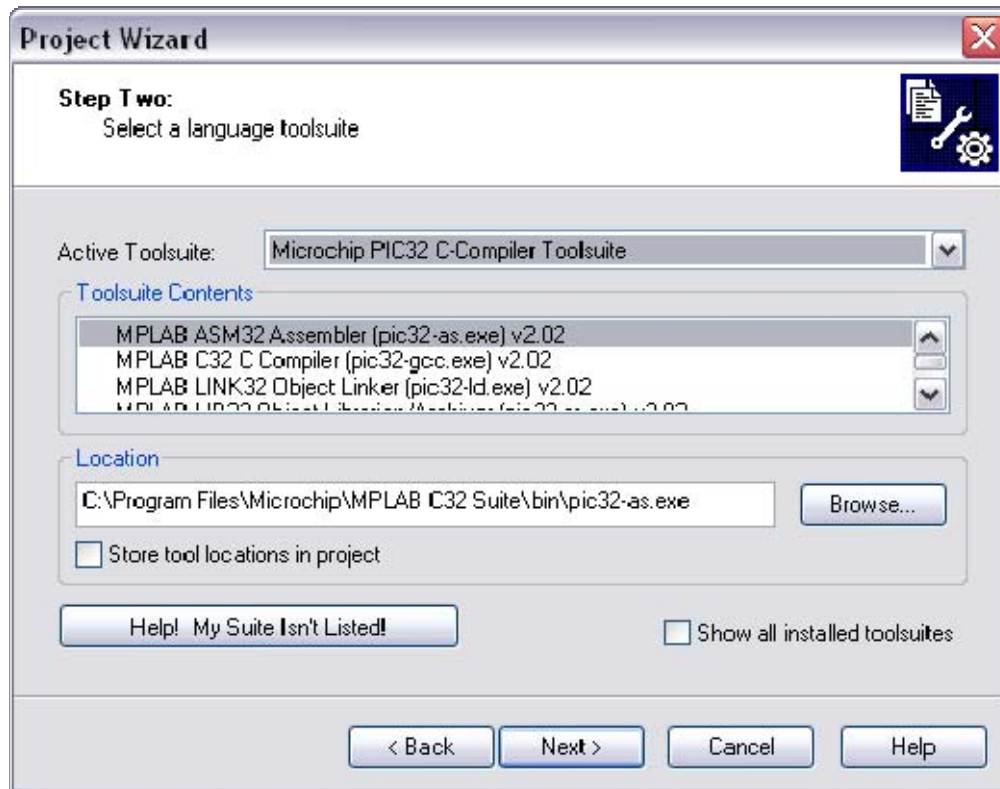 Project Wizard
Step Two:
Select a language toolsuite
Active Toolsuite: Microchip PIC32 C-Compiler Toolsuite
Toolsuite Contents
MPLAB ASM32 Assembler (pic32-as.exe) v2.02
MPLAB C32 C Compiler (pic32-gcc.exe) v2.02
MPLAB LINK32 Object Linker (pic32-ld.exe) v2.02
Location
C:\Program Files\Microchip\MPLAB C32 Suite\bin\pic32-as.exe Browse...
Store tool locations in project
Help! My Suite Isn't Listed! Show all installed toolsuites
< Back Next > Cancel Help